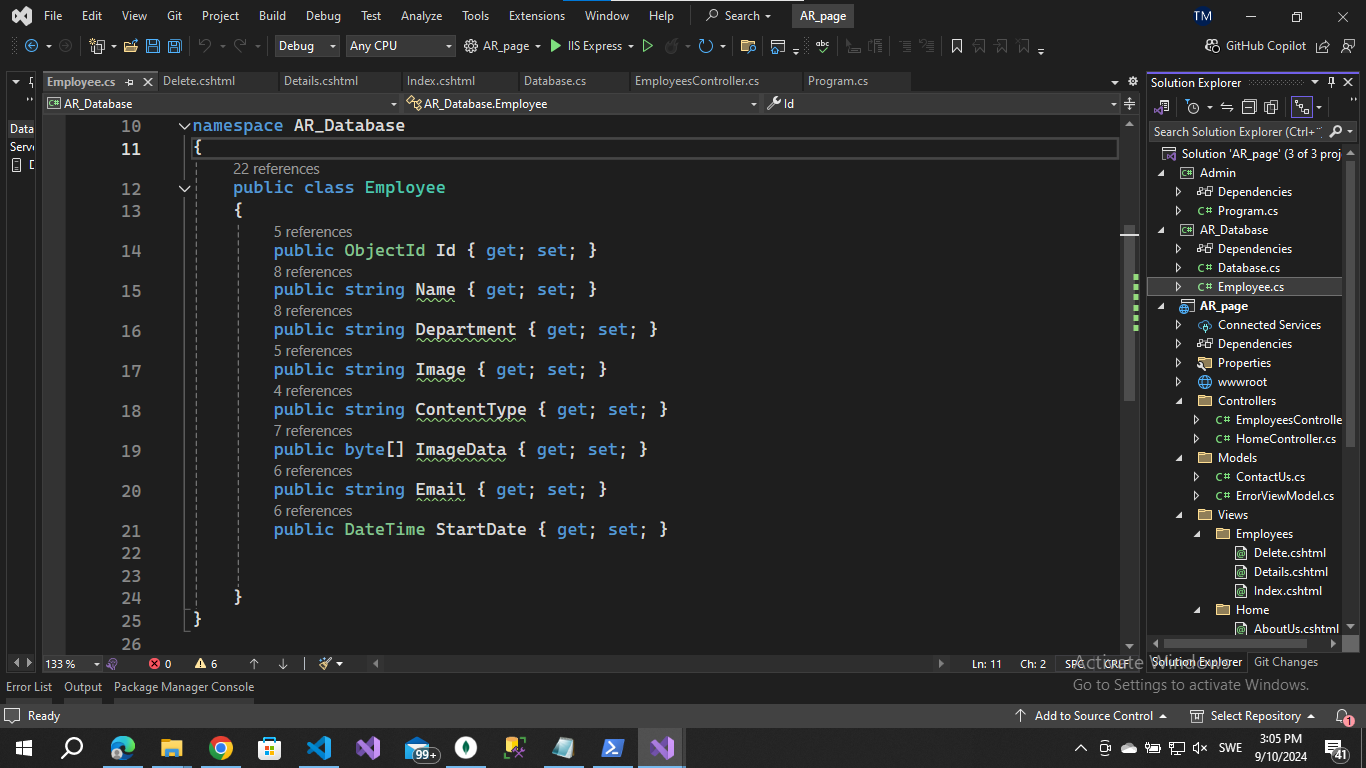 File Edit View Git Project Build Debug Test Analyze Tools Extensions Window Help Search AR_page TM
Debug Any CPU AR_page IIS Express GitHub Copilot
Employee.cs Delete.cshtml Details.cshtml Index.cshtml Database.cs EmployeesController.cs Program.cs
AR_Database AR_Database.Employee Id
10 namespace AR_Database
11 {
22 references
12 public class Employee
13 {
5 references
14 public ObjectId Id { get; set; }
8 references
15 public string Name { get; set; }
8 references
16 public string Department { get; set; }
5 references
17 public string Image { get; set; }
4 references
18 public string ContentType { get; set; }
7 references
19 public byte[] ImageData { get; set; }
6 references
20 public string Email { get; set; }
6 references
21 public DateTime StartDate { get; set; }
22
23
24 }
25 }
26
133 % 0 6 Ln: 11 Ch: 2 SPC CRLF
Data
Serv
D
Solution Explorer
Search Solution Explorer (Ctrl+
Solution 'AR_page' (3 of 3 proj
Admin
Dependencies
C# Program.cs
AR_Database
Dependencies
C# Database.cs
C# Employee.cs
AR_page
Connected Services
Dependencies
Properties
wwwroot
Controllers
C# EmployeesControlle
C# HomeController.cs
Models
C# ContactUs.cs
C# ErrorViewModel.cs
Views
Employees
Delete.cshtml
Details.cshtml
Index.cshtml
Home
AboutUs.cshtml
Solution Explorer Git Changes
Activate Windows
Go to Settings to activate Windows.
Error List Output Package Manager Console
Ready Add to Source Control Select Repository 1
99+ SWE 3:05 PM
9/10/2024 41